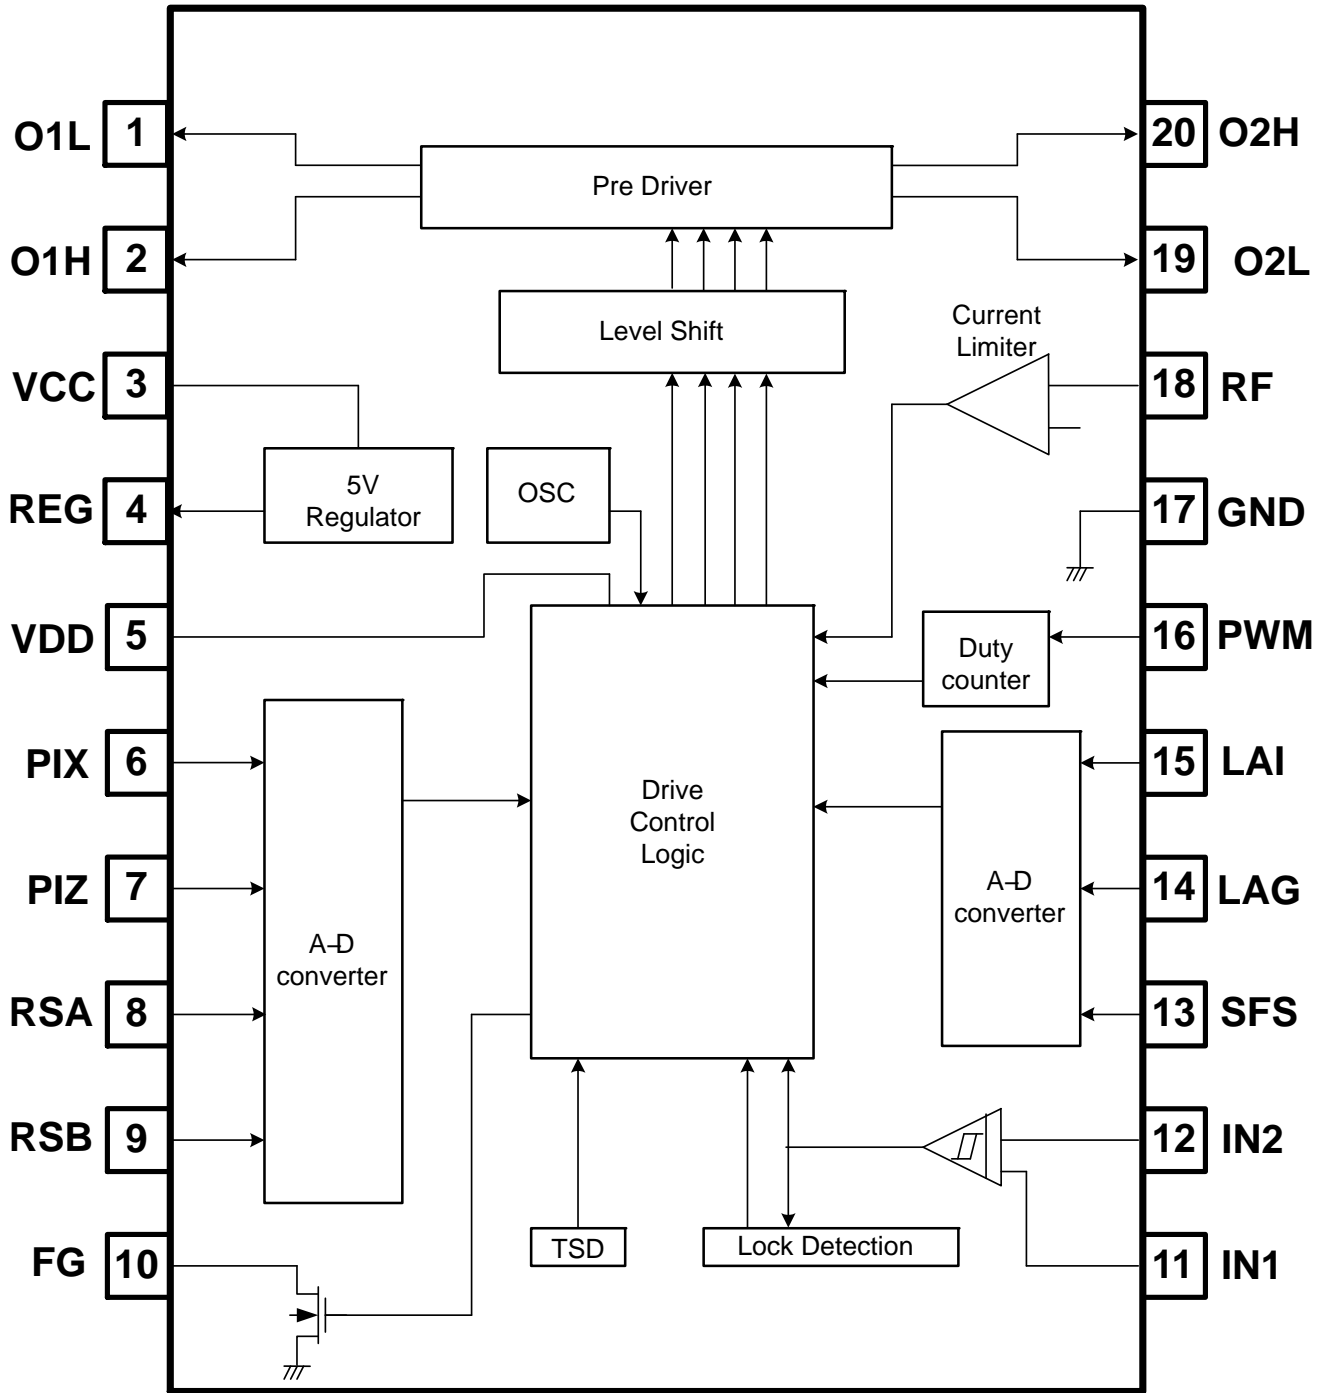 O1L 1
O1H 2
VCC 3
REG 4
VDD 5
PIX 6
PIZ 7
RSA 8
RSB 9
FG 10
Pre Driver
Level Shift
Current
Limiter
5V
Regulator
OSC
Duty
counter
Drive
Control
Logic
A–D
converter
A–D
converter
TSD
Lock Detection
20 O2H
19 O2L
18 RF
17 GND
16 PWM
15 LAI
14 LAG
13 SFS
12 IN2
11 IN1